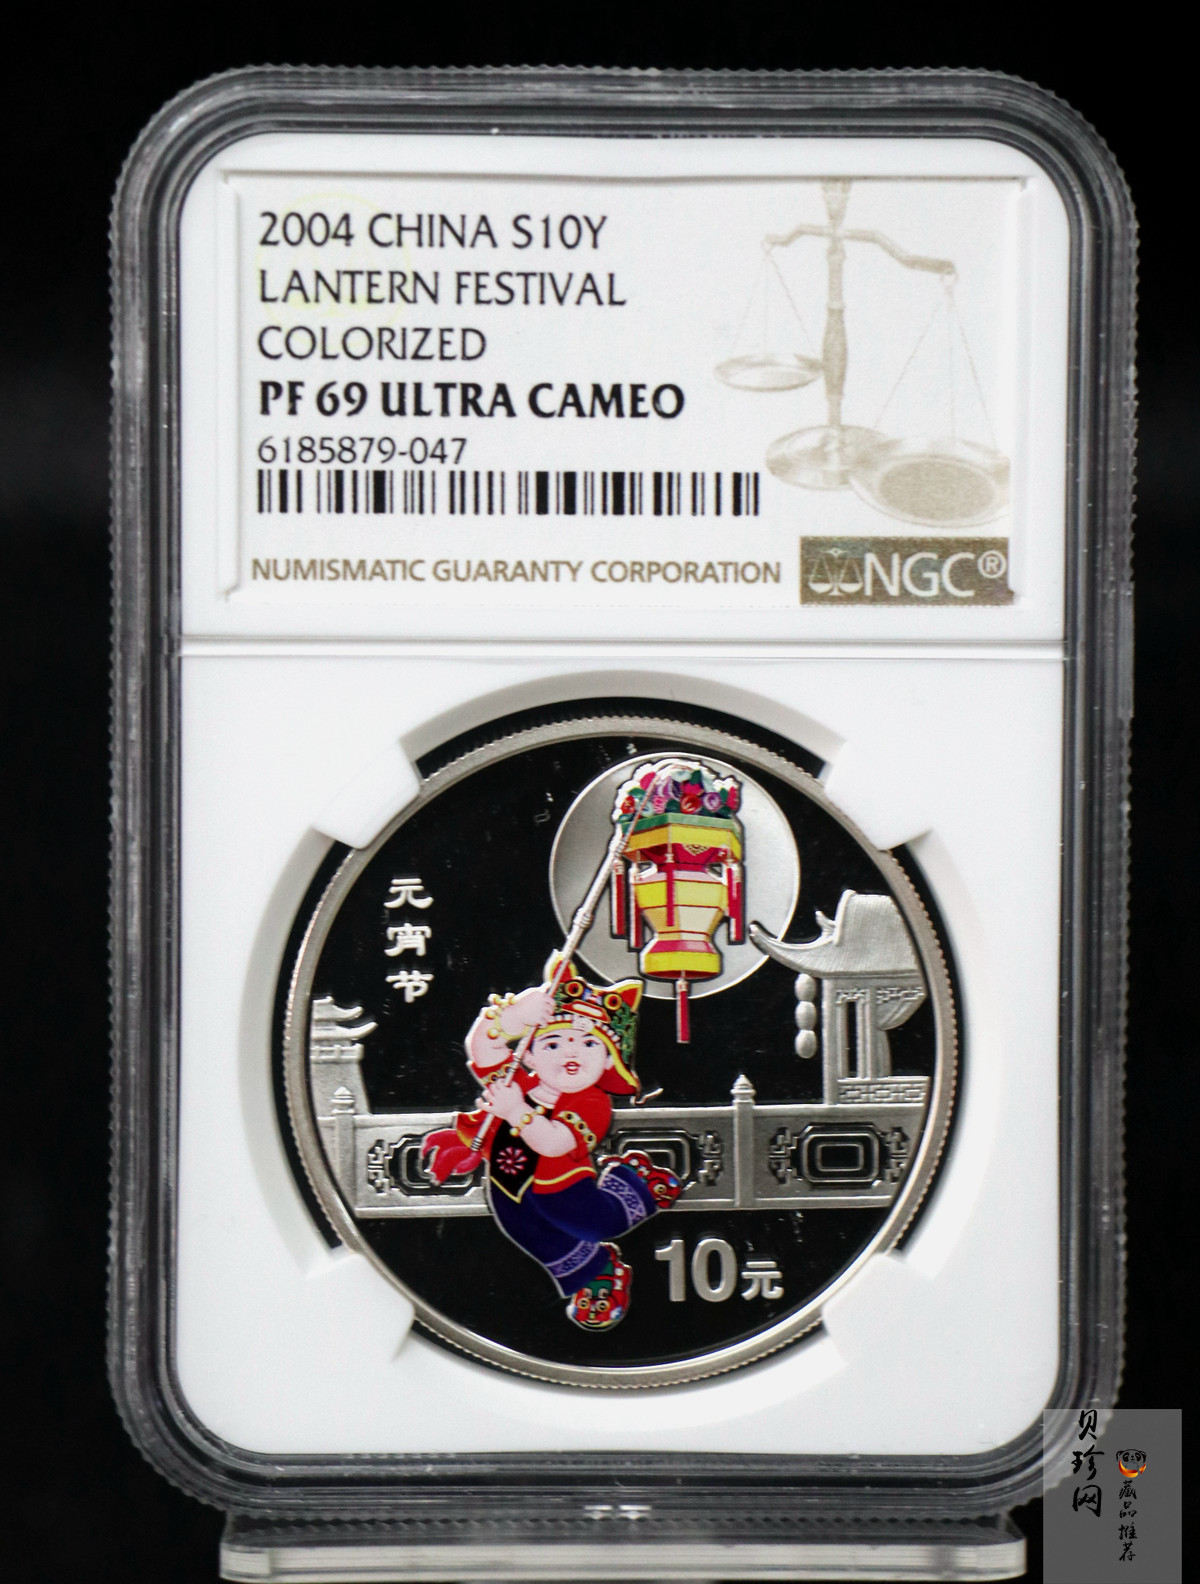 2004 CHINA S10Y
LANTERN FESTIVAL
COLORIZED
PF 69 ULTRA CAMEO
6185879-047
NUMISMATIC GUARANTY CORPORATION
NGC®
元宵节
10元
贝珍网
藏品推荐